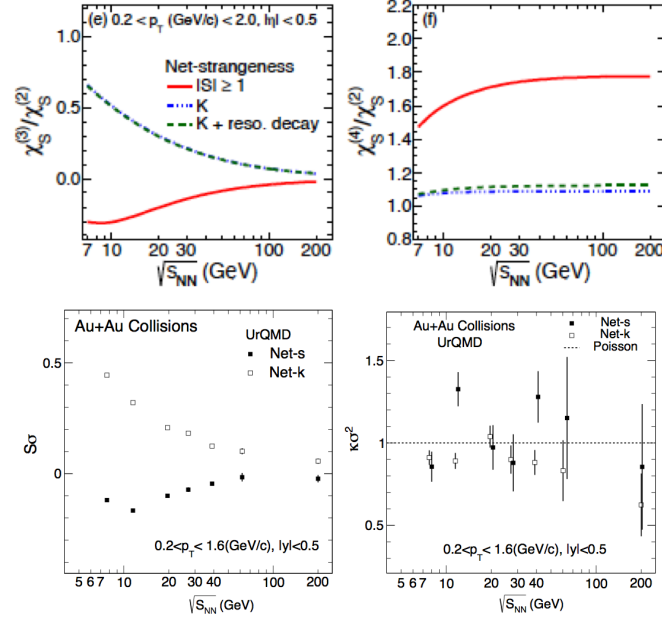 (e) 0.2 < p_T (GeV/c) < 2.0, |η| < 0.5
Net-strangeness
|S| ≥ 1
K
K + reso. decay
χ_S^(3)/χ_S^(2)
1.0
0.5
0.0
7 10 20 30 100 200
√S_NN (GeV)
(f)
χ_S^(4)/χ_S^(2)
2.2
2.0
1.8
1.6
1.4
1.2
1.0
0.8
7 10 20 30 100 200
√S_NN (GeV)
Au+Au Collisions
UrQMD
Net-s
Net-k
Sσ
0.5
0
0.2<p_T< 1.6(GeV/c), |y|<0.5
5 6 7 10 20 30 40 100 200
√S_NN (GeV)
Au+Au Collisions
UrQMD
Net-s
Net-k
Poisson
κσ²
1.5
1
0.5
0.2<p_T< 1.6(GeV/c), |y|<0.5
5 6 7 10 20 30 40 100 200
√S_NN (GeV)